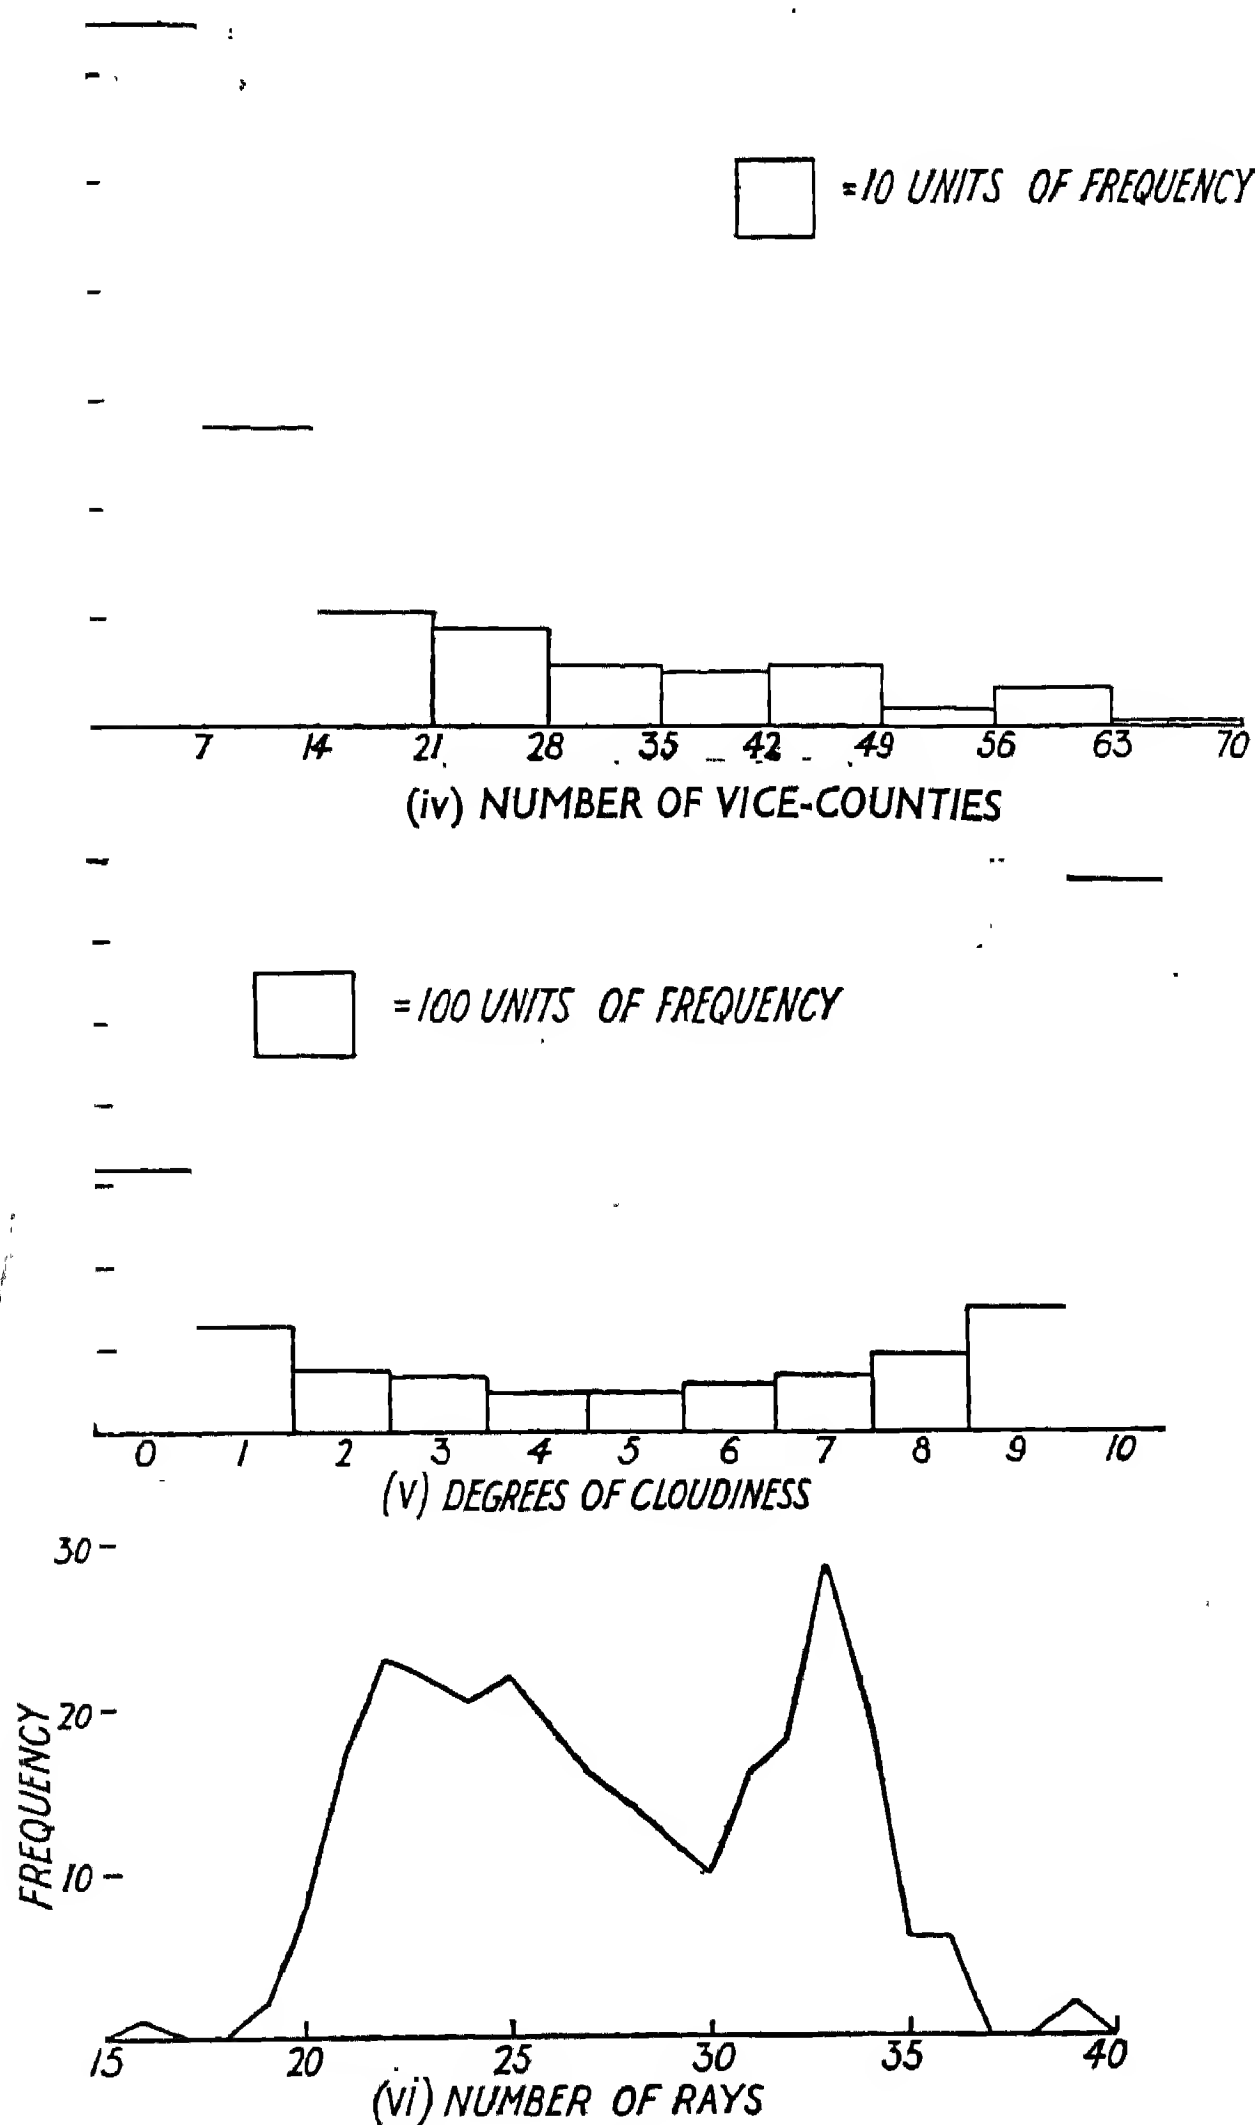 =10 UNITS OF FREQUENCY
7 14 21 28 35 42 49 56 63 70
(iv) NUMBER OF VICE-COUNTIES
=100 UNITS OF FREQUENCY
0 1 2 3 4 5 6 7 8 9 10
(v) DEGREES OF CLOUDINESS
30
20
10
FREQUENCY
15 20 25 30 35 40
(vi) NUMBER OF RAYS